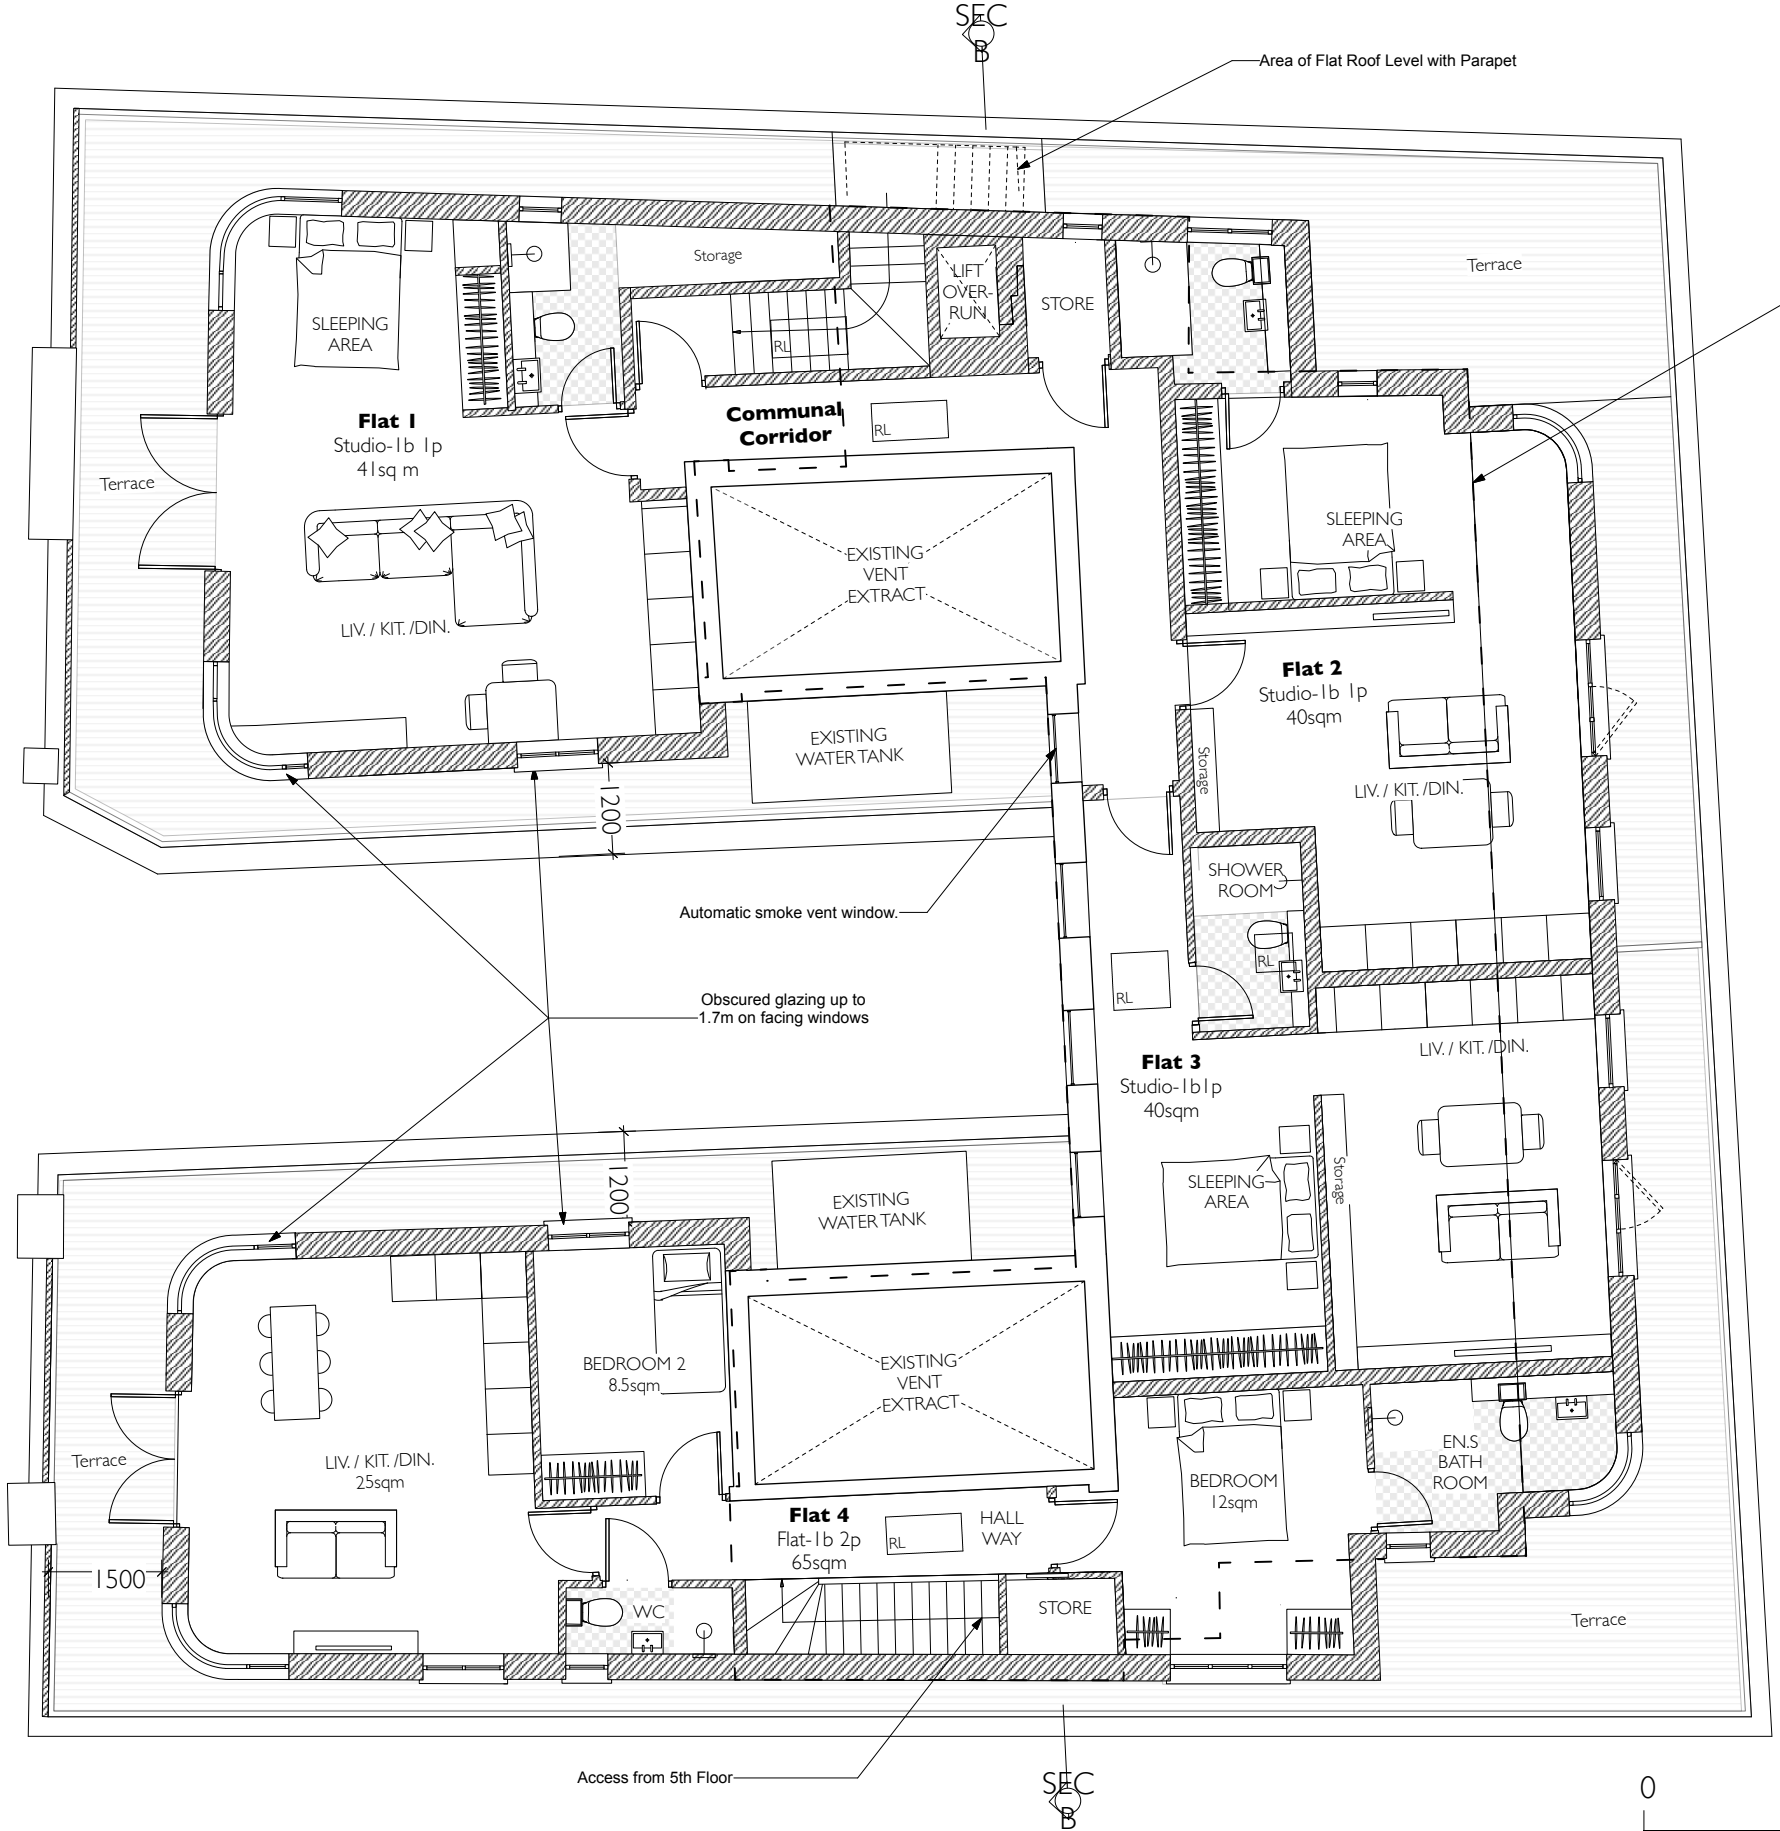 SEC
B
Area of Flat Roof Level with Parapet
Terrace
Storage
LIFT
OVER-
RUN
STORE
SLEEPING
AREA
RL
Flat 1
Studio-1b 1p
41sq m
Communal
Corridor
RL
Terrace
SLEEPING
AREA
EXISTING
VENT
EXTRACT
LIV. / KIT. /DIN.
Flat 2
Studio-1b 1p
40sqm
EXISTING
WATER TANK
Storage
LIV. / KIT. /DIN.
1200
SHOWER
ROOM
Automatic smoke vent window.
RL
RL
Obscured glazing up to
1.7m on facing windows
LIV. / KIT. /DIN.
Flat 3
Studio-1b1p
40sqm
1200
EXISTING
WATER TANK
SLEEPING
AREA
Storage
BEDROOM 2
8.5sqm
EXISTING
VENT
EXTRACT
Terrace
LIV. / KIT. /DIN.
25sqm
EN.S
BATH
ROOM
BEDROOM
12sqm
Flat 4
Flat-1b 2p
65sqm
RL
HALL
WAY
1500
WC
STORE
Terrace
Access from 5th Floor
SEC
B
0